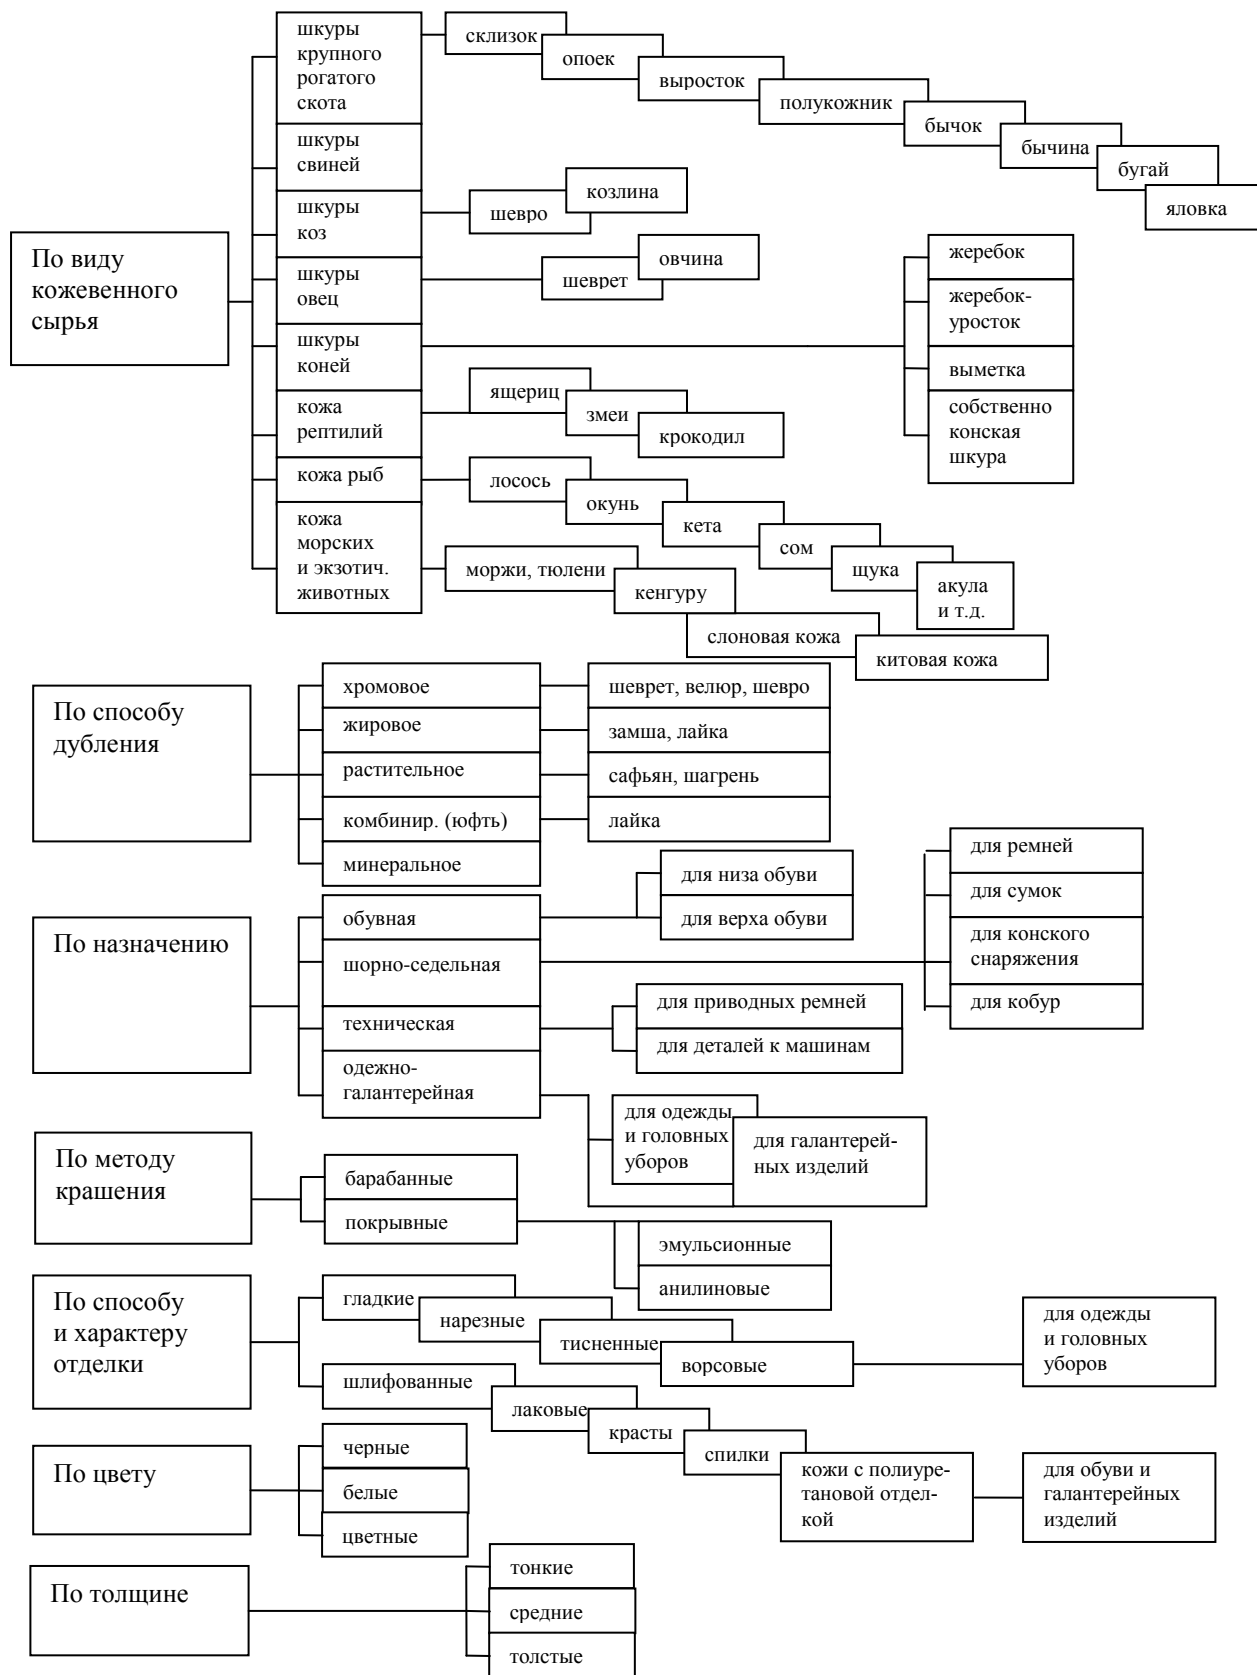 По виду
кожевенного
сырья
шкуры
крупного
рогатого
скота
склизок
опоек
выросток
полукожник
бычок
бычина
бугай
яловка
шкуры
свиней
шкуры
коз
шевро
козлина
шкуры
овец
шеврет
овчина
шкуры
коней
жеребок
жеребок-
уросток
выметка
собственно
конская
шкура
кожа
рептилий
ящериц
змеи
крокодил
кожа рыб
лосось
окунь
кета
сом
щука
акула
и т.д.
кожа
морских
и экзотич.
животных
моржи, тюлени
кенгуру
слоновая кожа
китовая кожа
По способу
дубления
хромовое
шеврет, велюр, шевро
жировое
замша, лайка
растительное
сафьян, шагрень
комбинир. (юфть)
лайка
минеральное
По назначению
обувная
для низа обуви
для верха обуви
шорно-седельная
для ремней
для сумок
для конского
снаряжения
для кобур
техническая
для приводных ремней
для деталей к машинам
одежно-
галантерейная
для одежды
и головных
уборов
для галантерей-
ных изделий
По методу
крашения
барабанные
покрывные
эмульсионные
анилиновые
По способу
и характеру
отделки
гладкие
нарезные
тисненные
ворсовые
для одежды
и головных
уборов
шлифованные
лаковые
красты
спилки
кожи с полиуре-
тановой отдел-
кой
для обуви и
галантерейных
изделий
По цвету
черные
белые
цветные
По толщине
тонкие
средние
толстые